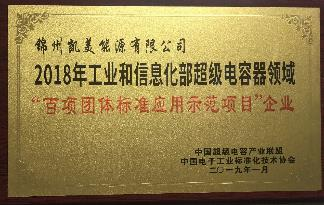 锦州凯美能源有限公司
2018年工业和信息化部超级电容器领域
“百项团体标准应用示范项目”企业
中国超级电容产业联盟
中国电子工业标准化技术协会
二〇一九年一月